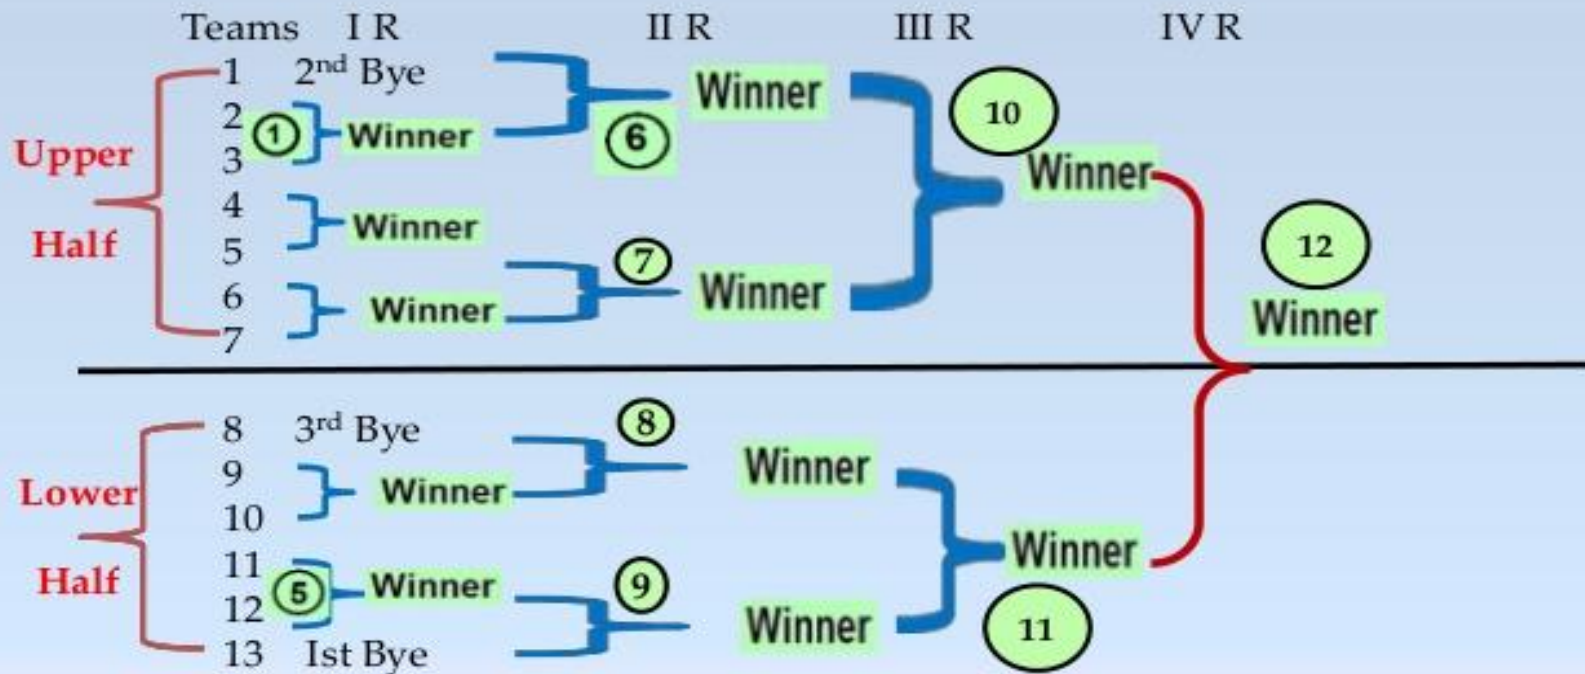 Teams I R II R III R IV R
1 2nd Bye
Winner
10
2
1 Winner
6
3
Upper
Winner
4
Winner
Half
5
7
12
6
Winner
Winner
Winner
7
8 3rd Bye
8
9
Winner
Lower
Winner
10
Winner
11
Half
5 Winner
9
12
Winner
11
13 Ist Bye